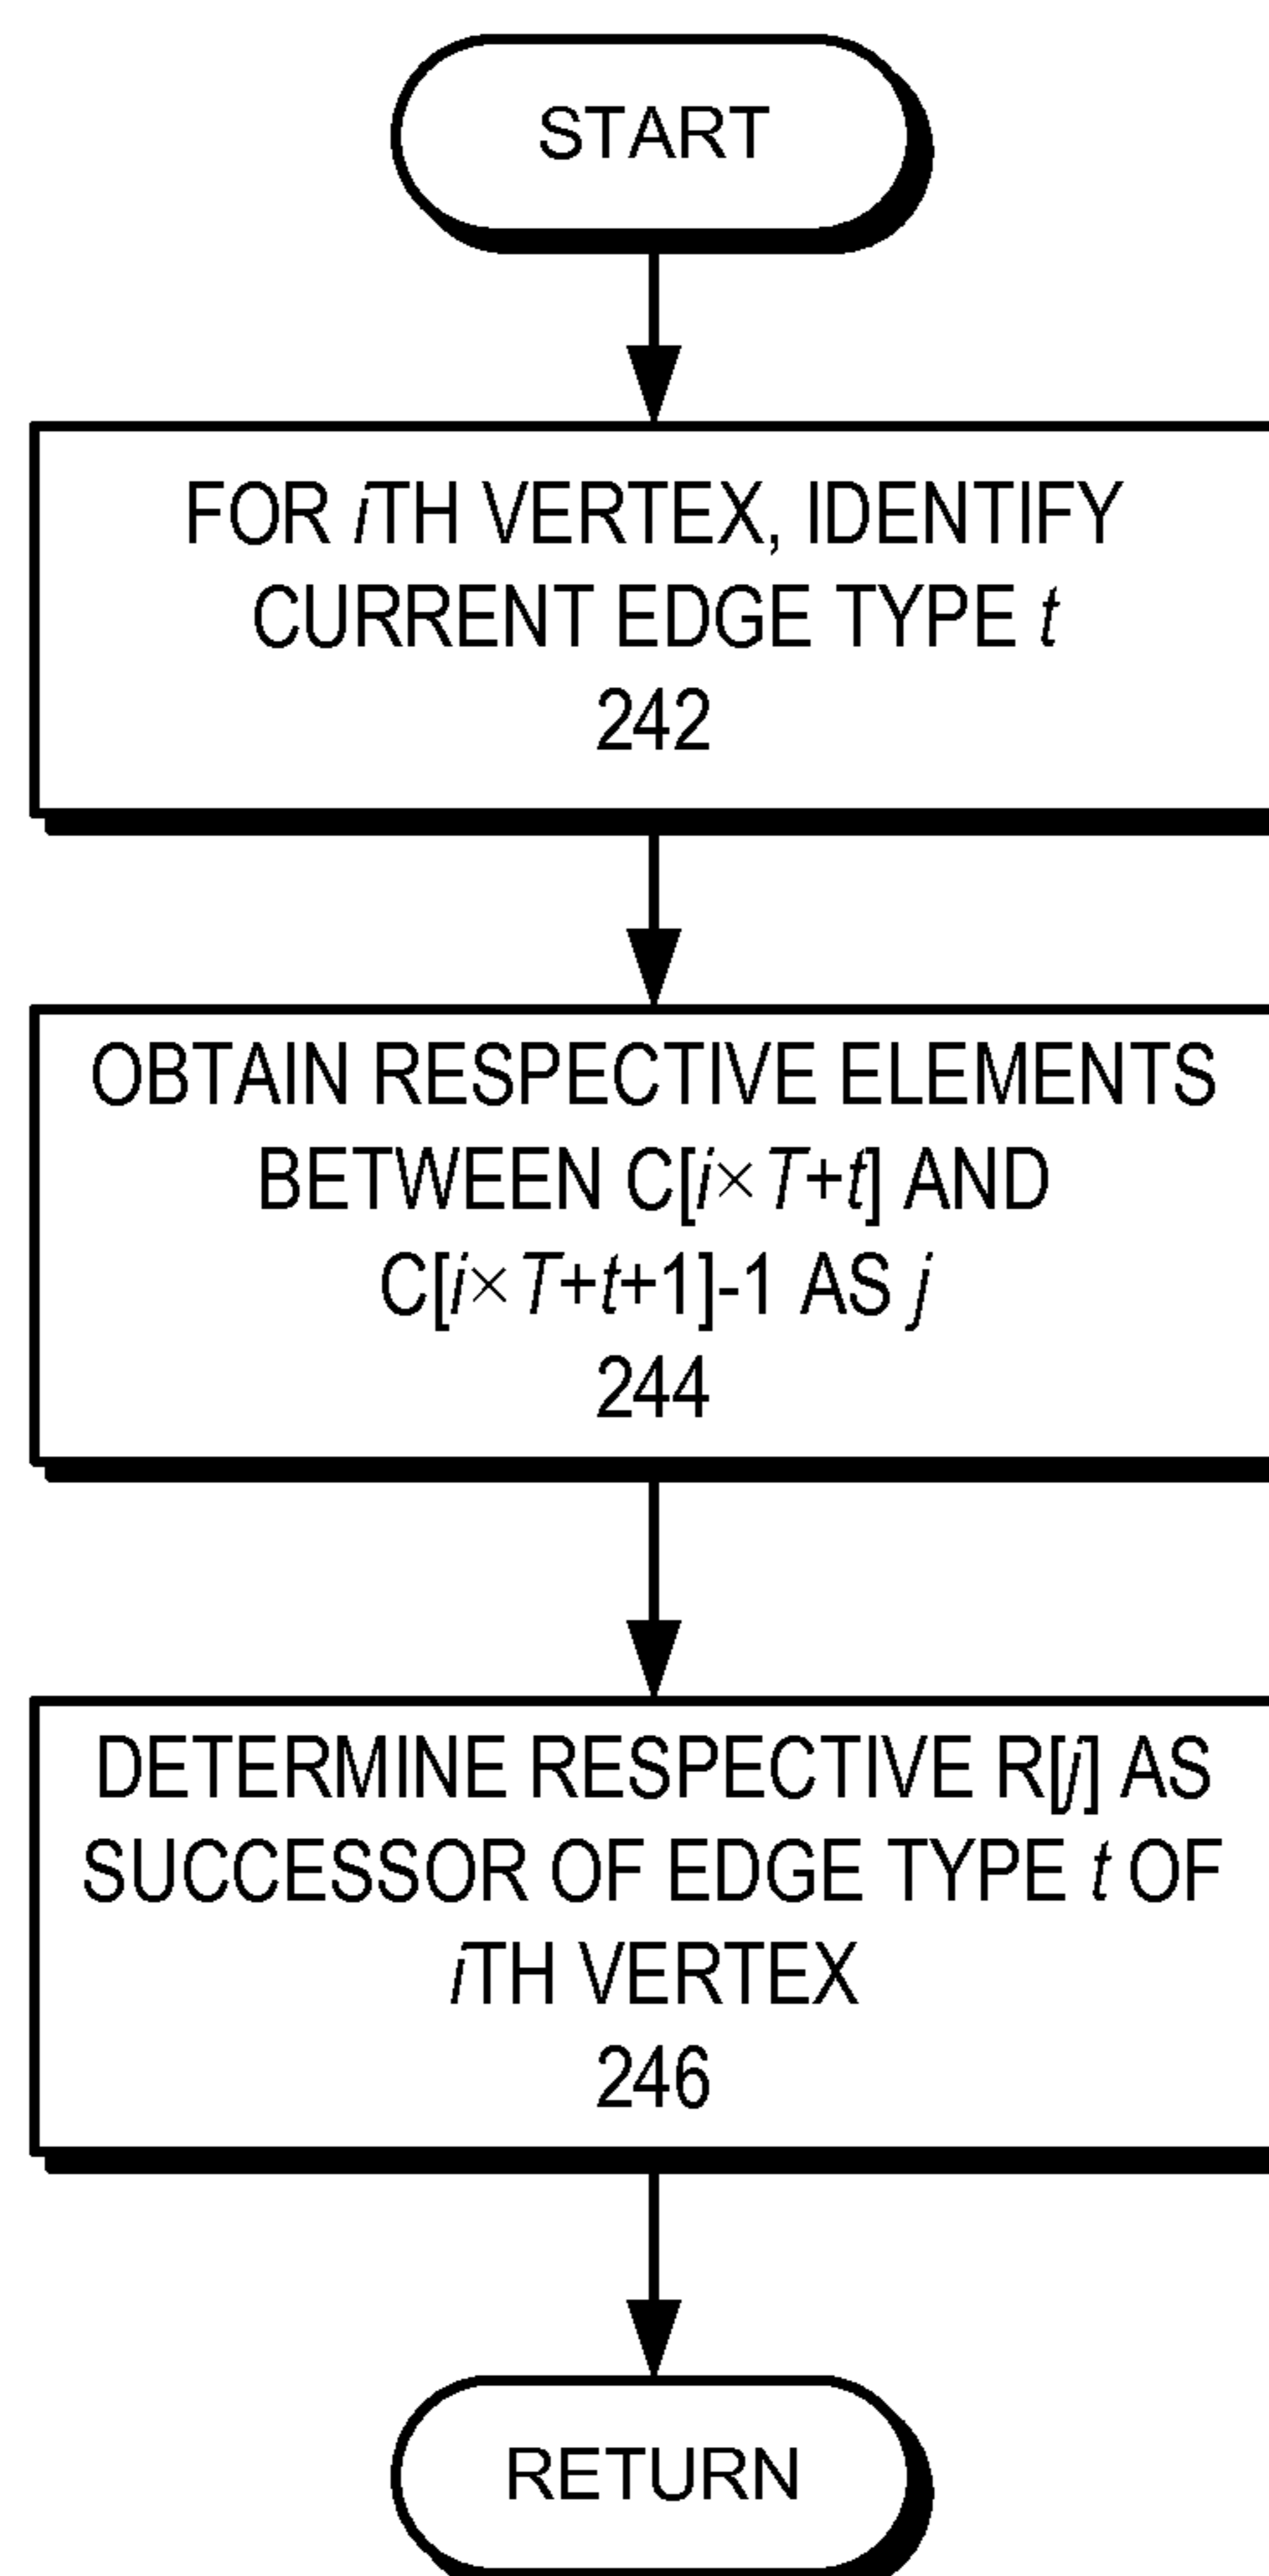 START
FOR iTH VERTEX, IDENTIFY
CURRENT EDGE TYPE t
242
OBTAIN RESPECTIVE ELEMENTS
BETWEEN C[i×T+t] AND
C[i×T+t+1]-1 AS j
244
DETERMINE RESPECTIVE R[j] AS
SUCCESSOR OF EDGE TYPE t OF
iTH VERTEX
246
RETURN